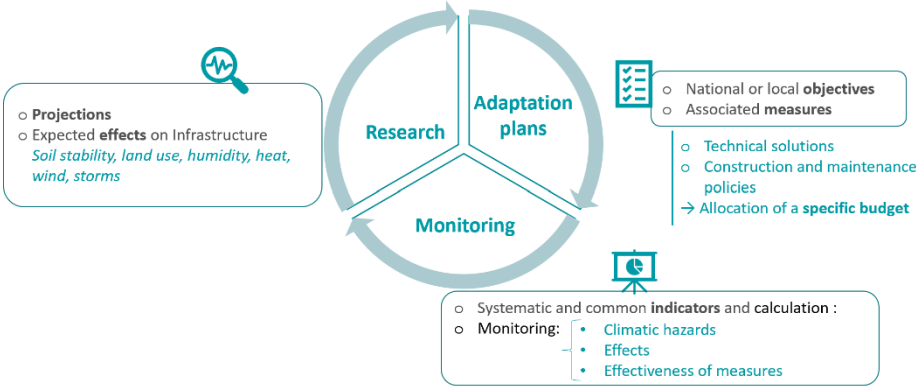 Research
Adaptation
plans
Monitoring
o Projections
o Expected effects on Infrastructure
Soil stability, land use, humidity, heat,
wind, storms
o National or local objectives
o Associated measures
o Technical solutions
o Construction and maintenance
policies
→ Allocation of a specific budget
o Systematic and common indicators and calculation :
o Monitoring:
• Climatic hazards
• Effects
• Effectiveness of measures